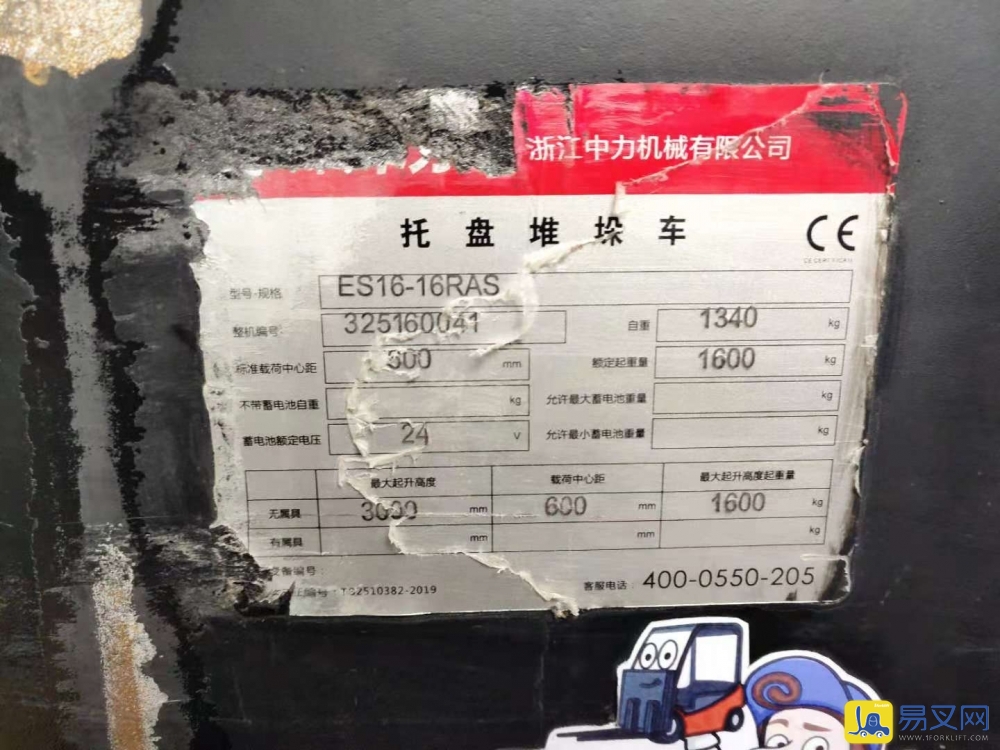 浙江中力机械有限公司
托盘堆垛车
CE
型号·规格 ES16-16RAS
整机编号: 325160041 自重 1340 kg
标准载荷中心距 600 mm 额定起重量 1600 kg
不带蓄电池自重 kg 允许最大蓄电池重量 kg
蓄电池额定电压 24 V 允许最小蓄电池重量 kg
最大起升高度 载荷中心距 最大起升高度起重量
无属具 3000 mm 600 mm 1600 kg
有属具 mm mm kg
设备编号:
编号: TS2510382-2019 客服电话: 400-0550-205
易叉网
WWW.1FORKLIFT.COM